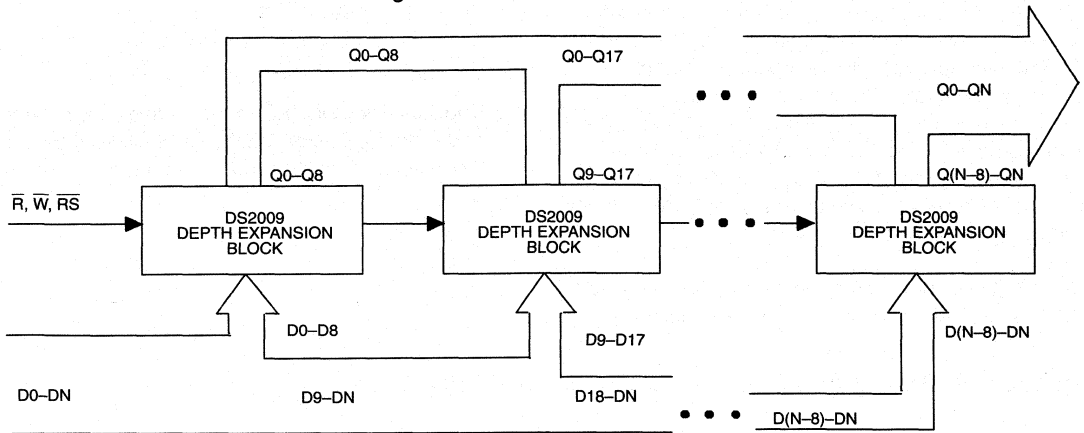 Q0–Q8
Q0–Q17
Q0–QN
Q0–Q8
Q9–Q17
Q(N–8)–QN
R̅, W̅, R̅S̅
DS2009
DEPTH EXPANSION
BLOCK
DS2009
DEPTH EXPANSION
BLOCK
DS2009
DEPTH EXPANSION
BLOCK
D0–D8
D9–D17
D(N–8)–DN
D0–DN
D9–DN
D18–DN
D(N–8)–DN